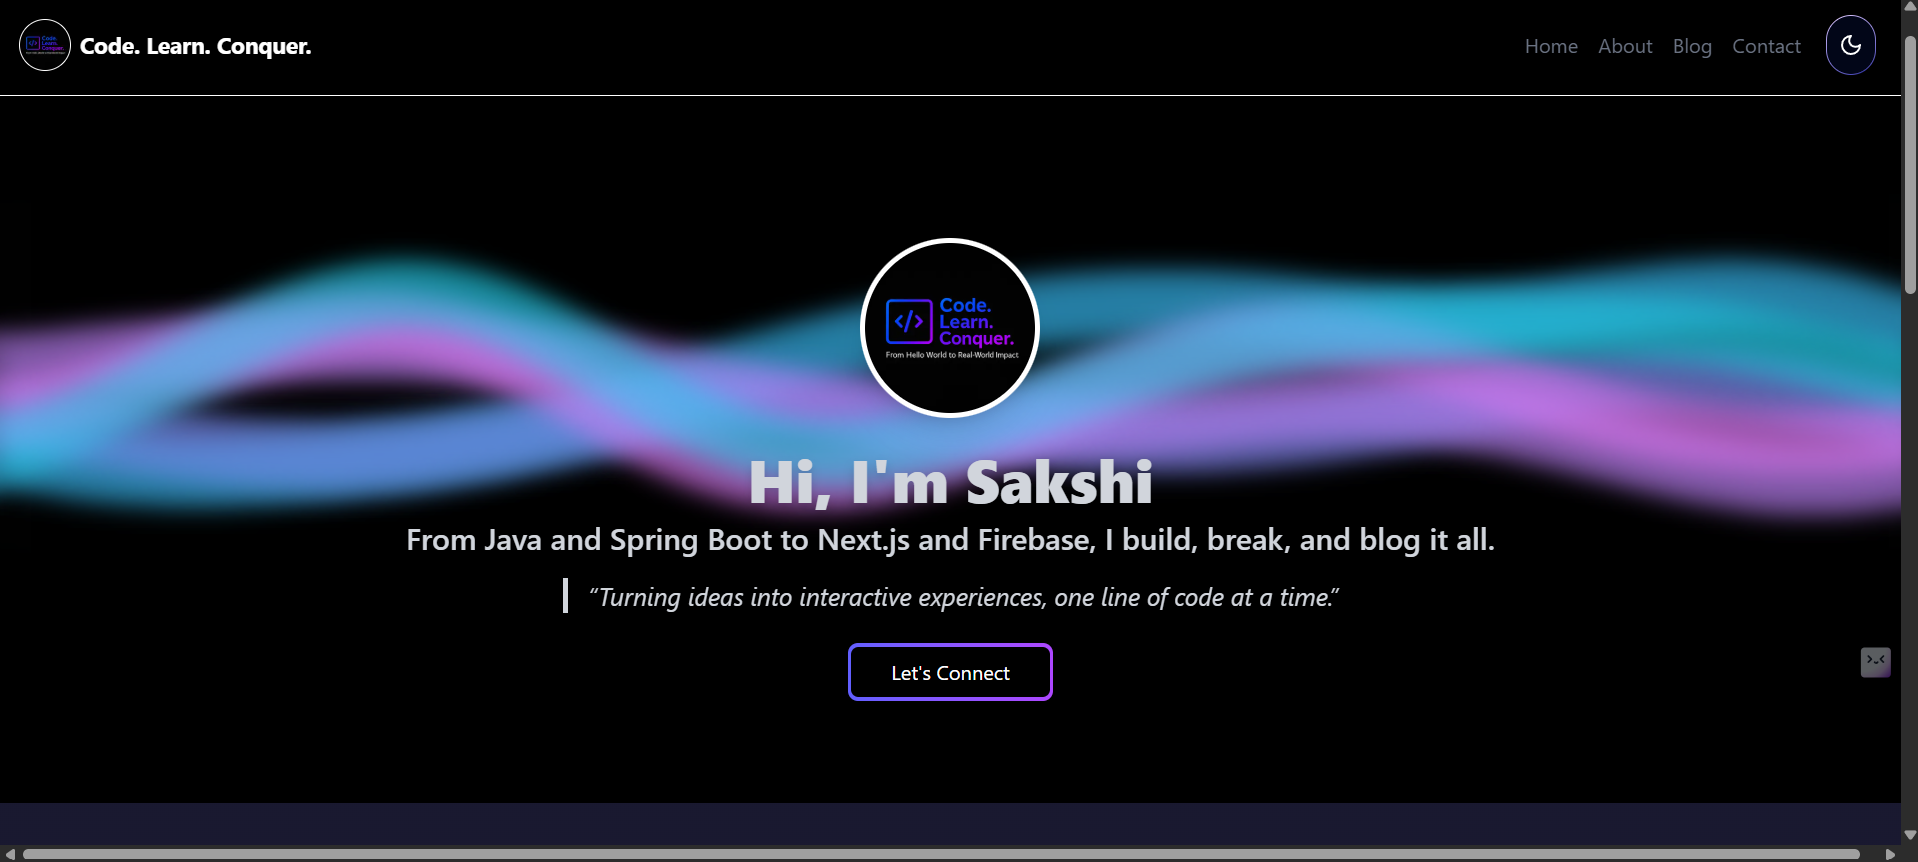 Code. Learn. Conquer.
Home About Blog Contact
Code.
Learn.
Conquer.
From Hello World to Real-World Impact
Hi, I'm Sakshi
From Java and Spring Boot to Next.js and Firebase, I build, break, and blog it all.
“Turning ideas into interactive experiences, one line of code at a time.”
Let's Connect